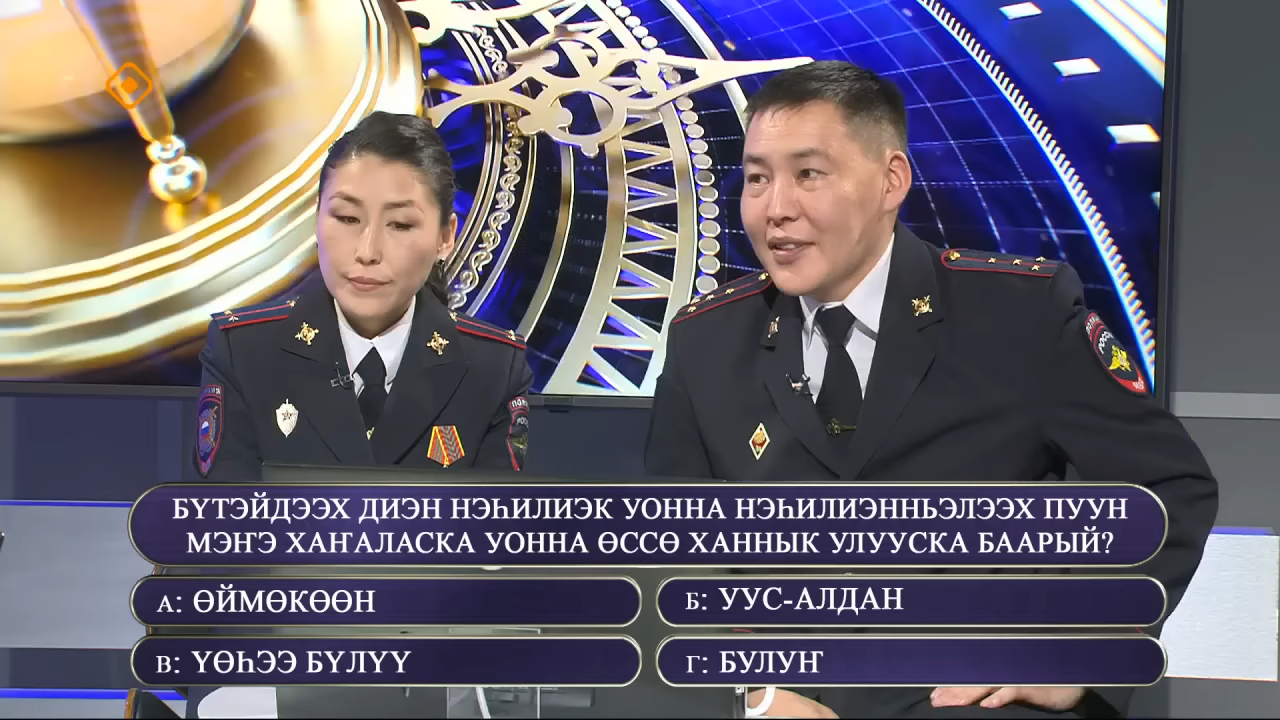 БҮТЭЙДЭЭХ ДИЭН НЭҺИЛИЭК УОННА НЭҺИЛИЭННЬЭЛЭЭХ ПУУН
МЭҤЭ ХАҤАЛАСКА УОННА ӨССӨ ХАННЫК УЛУУСКА БААРЫЙ?
А: ӨЙМӨКӨӨН
Б: УУС-АЛДАН
В: ҮӨҺЭЭ БҮЛҮҮ
Г: БУЛУҤ